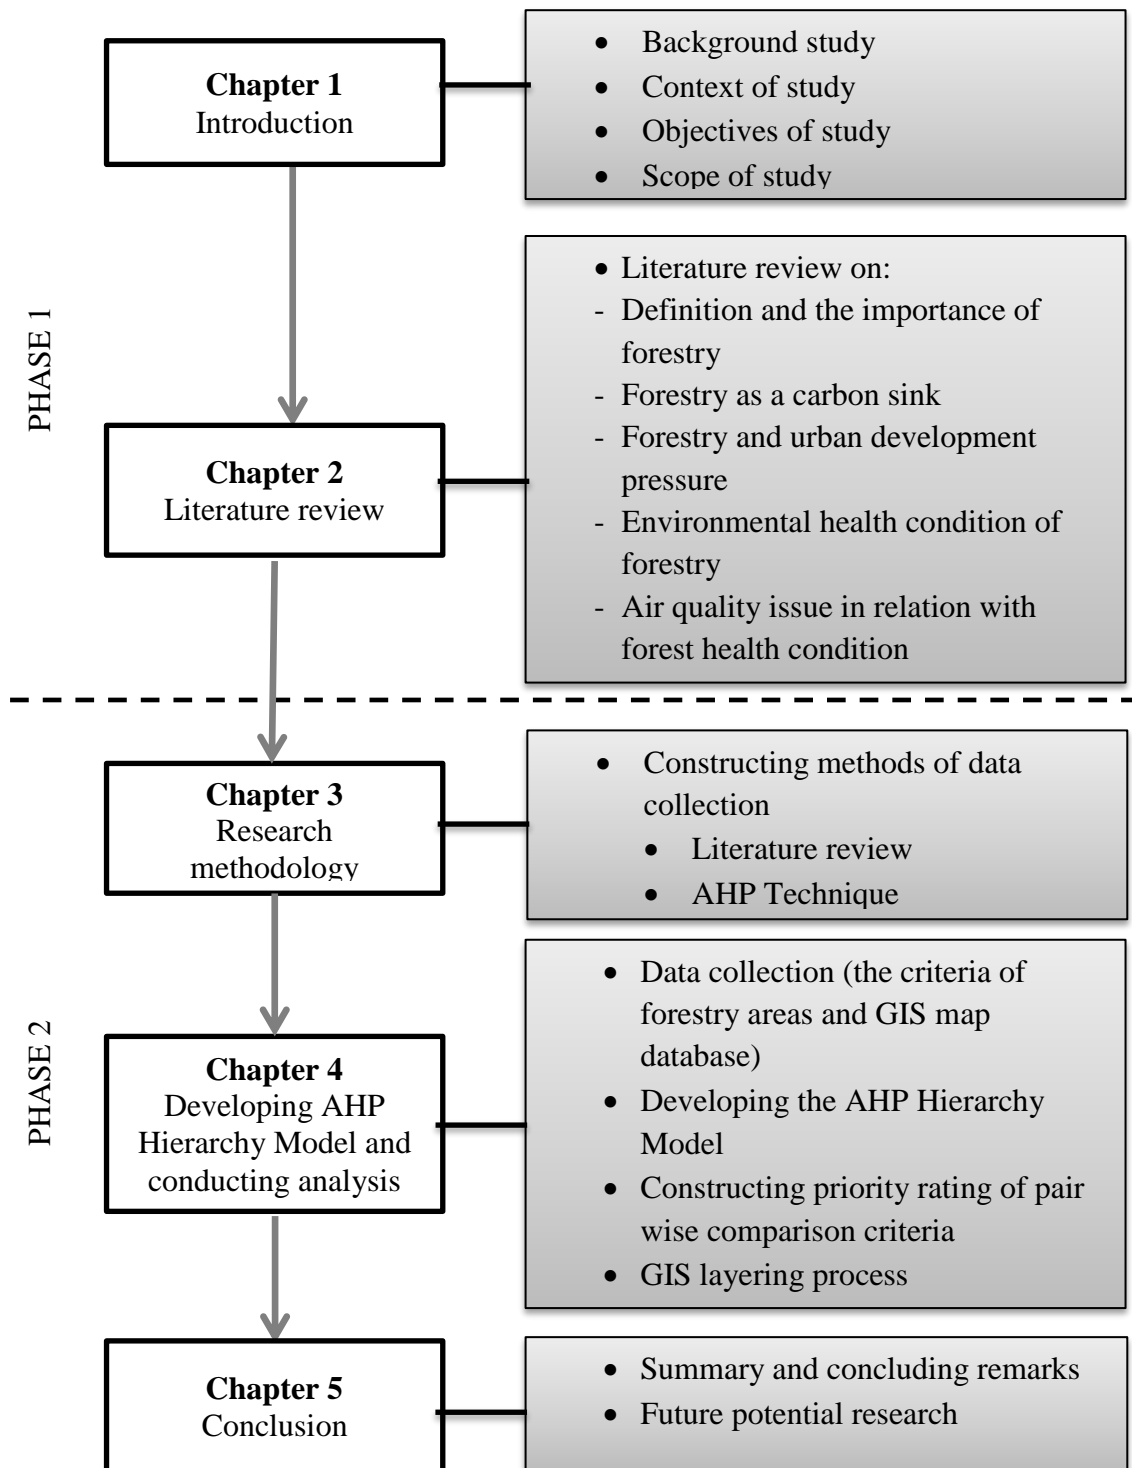 PHASE 1
Chapter 1
Introduction
• Background study
• Context of study
• Objectives of study
• Scope of study
Chapter 2
Literature review
• Literature review on:
- Definition and the importance of
forestry
- Forestry as a carbon sink
- Forestry and urban development
pressure
- Environmental health condition of
forestry
- Air quality issue in relation with
forest health condition
PHASE 2
Chapter 3
Research
methodology
• Constructing methods of data
collection
• Literature review
• AHP Technique
Chapter 4
Developing AHP
Hierarchy Model and
conducting analysis
• Data collection (the criteria of
forestry areas and GIS map
database)
• Developing the AHP Hierarchy
Model
• Constructing priority rating of pair
wise comparison criteria
• GIS layering process
Chapter 5
Conclusion
• Summary and concluding remarks
• Future potential research